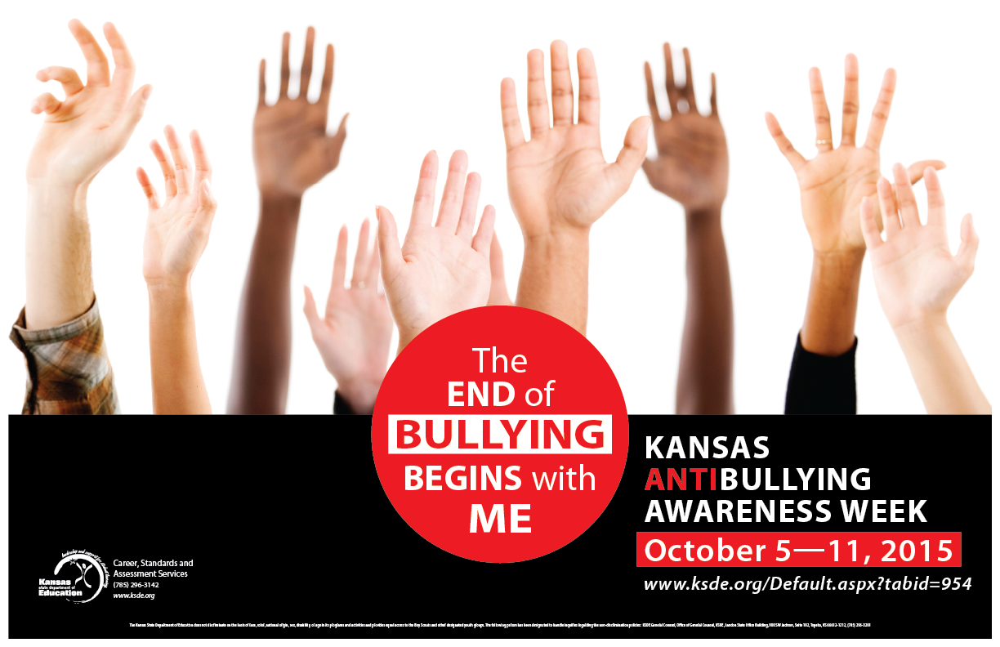 The
END of
BULLYING
BEGINS with
ME
KANSAS
ANTIBULLYING
AWARENESS WEEK
October 5—11, 2015
www.ksde.org/Default.aspx?tabid=954
Kansas
state department of
Education
Career, Standards and
Assessment Services
(785) 296-3142
www.ksde.org
The Kansas State Department of Education does not discriminate on the basis of race, color, national origin, sex, disability or age in its programs and activities and provides equal access to the Boy Scouts and other designated youth groups. The following person has been designated to handle inquiries regarding the non-discrimination policies: KSDE General Counsel, Office of General Counsel, KSDE, Landon State Office Building, 900 SW Jackson, Suite 102, Topeka, KS 66612-1212, (785) 296-3201